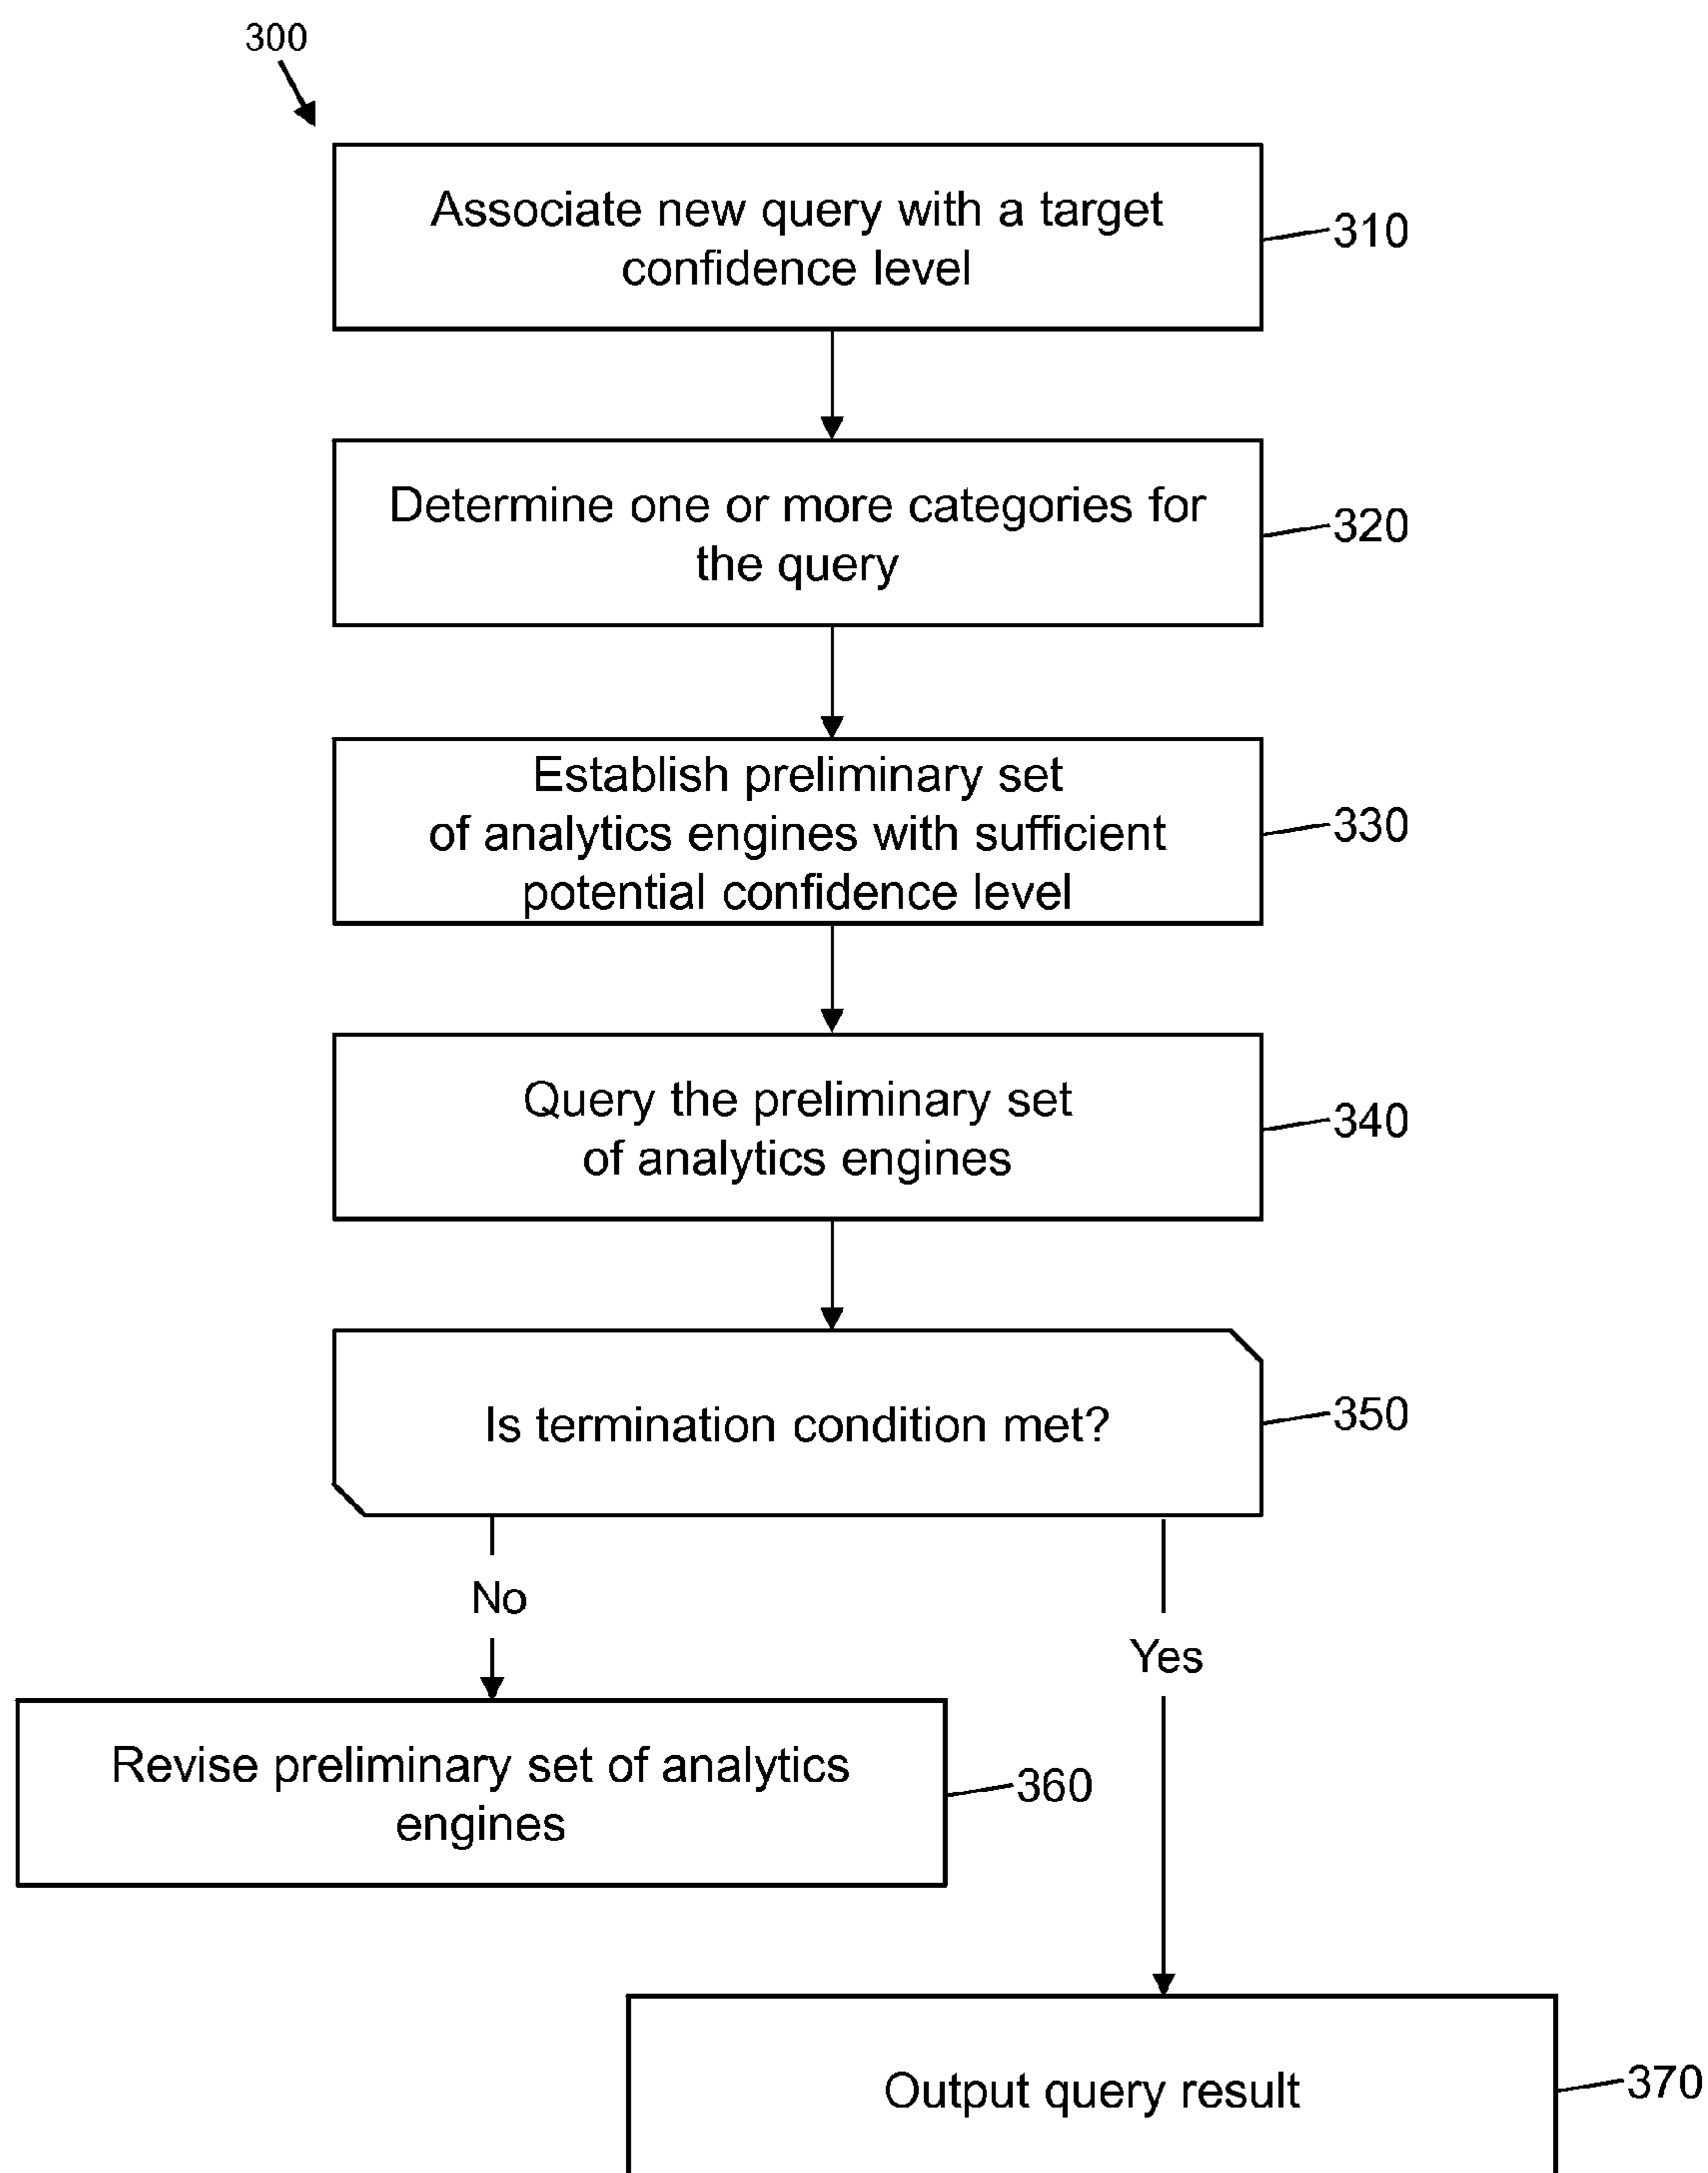 300
Associate new query with a target
confidence level
310
Determine one or more categories for
the query
320
Establish preliminary set
of analytics engines with sufficient
potential confidence level
330
Query the preliminary set
of analytics engines
340
Is termination condition met?
350
No
Yes
Revise preliminary set of analytics
engines
360
Output query result
370